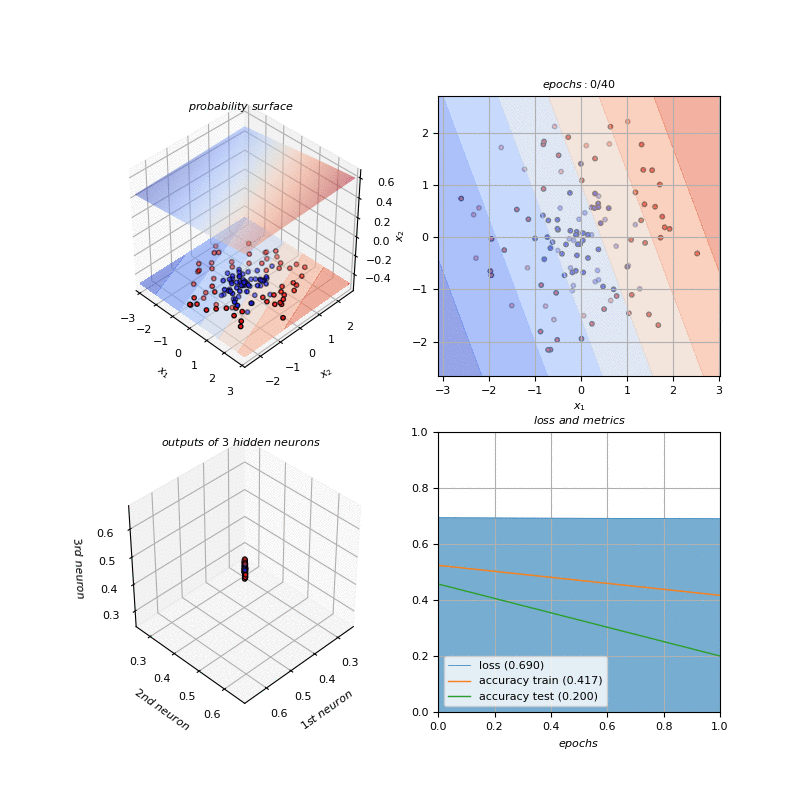 probability surface
0.6
0.4
0.2
0.0
−0.2
−0.4
−3
−2
−1
0
1
2
3
x₁
−2
−1
0
1
2
x₂
epochs : 0/40
2
1
0
−1
−2
x₂
−3 −2 −1 0 1 2 3
x₁
outputs of 3 hidden neurons
3rd neuron
0.6
0.5
0.4
0.3
0.3
0.4
0.5
0.6
2nd neuron
0.3
0.4
0.5
0.6
1st neuron
loss and metrics
1.0
0.8
0.6
0.4
0.2
0.0
loss (0.690)
accuracy train (0.417)
accuracy test (0.200)
0.0 0.2 0.4 0.6 0.8 1.0
epochs